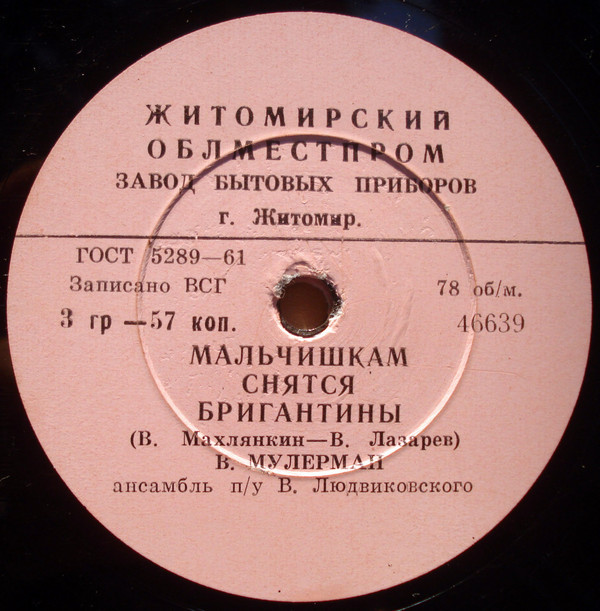 ЖИТОМИРСКИЙ
ОБЛМЕСТПРОМ
ЗАВОД БЫТОВЫХ ПРИБОРОВ
г. Житомир.
ГОСТ 5289—61
Записано ВСГ 78 об/м.
3 гр —57 коп. 46639
МАЛЬЧИШКАМ
СНЯТСЯ
БРИГАНТИНЫ
(В. Махлянкин—В. Лазарев)
В. МУЛЕРМАН
ансамбль п/у В. Людвиковского